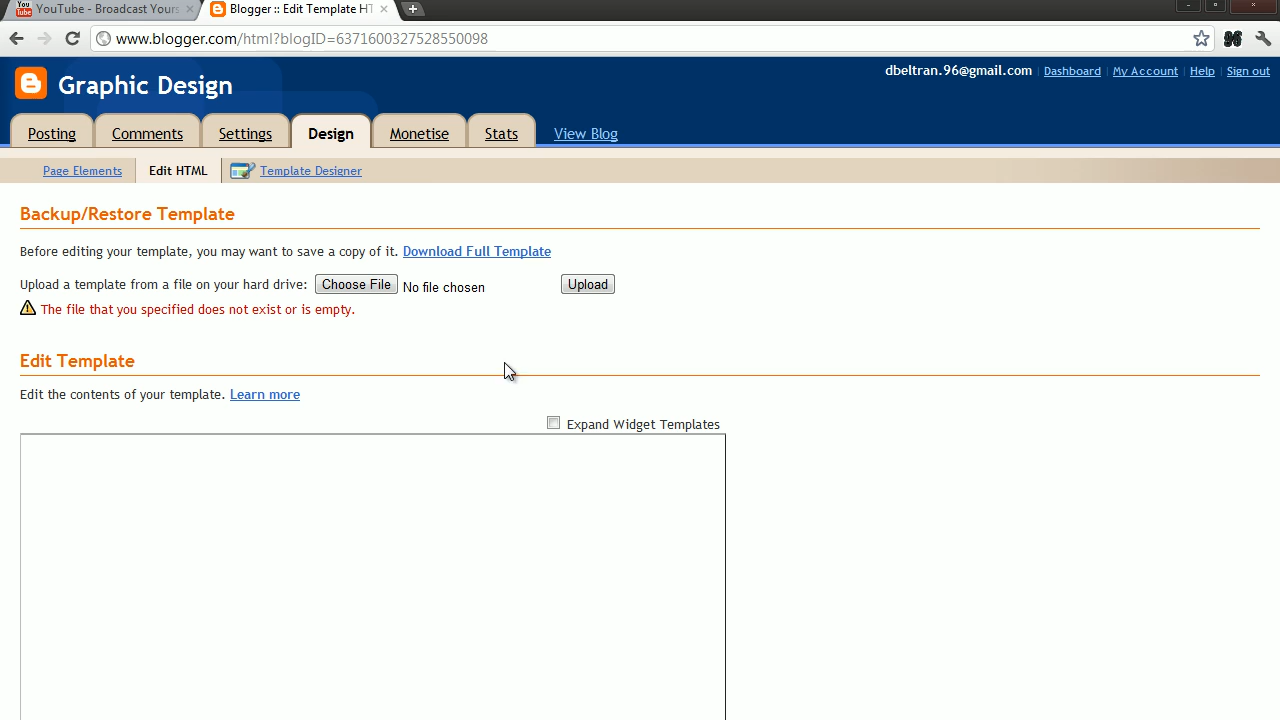 YouTube - Broadcast Yours
Blogger :: Edit Template HT
www.blogger.com/html?blogID=6371600327528550098
Graphic Design
dbeltran.96@gmail.com | Dashboard | My Account | Help | Sign out
Posting Comments Settings Design Monetise Stats View Blog
Page Elements Edit HTML Template Designer
Backup/Restore Template
Before editing your template, you may want to save a copy of it. Download Full Template
Upload a template from a file on your hard drive: Choose File No file chosen Upload
The file that you specified does not exist or is empty.
Edit Template
Edit the contents of your template. Learn more
Expand Widget Templates